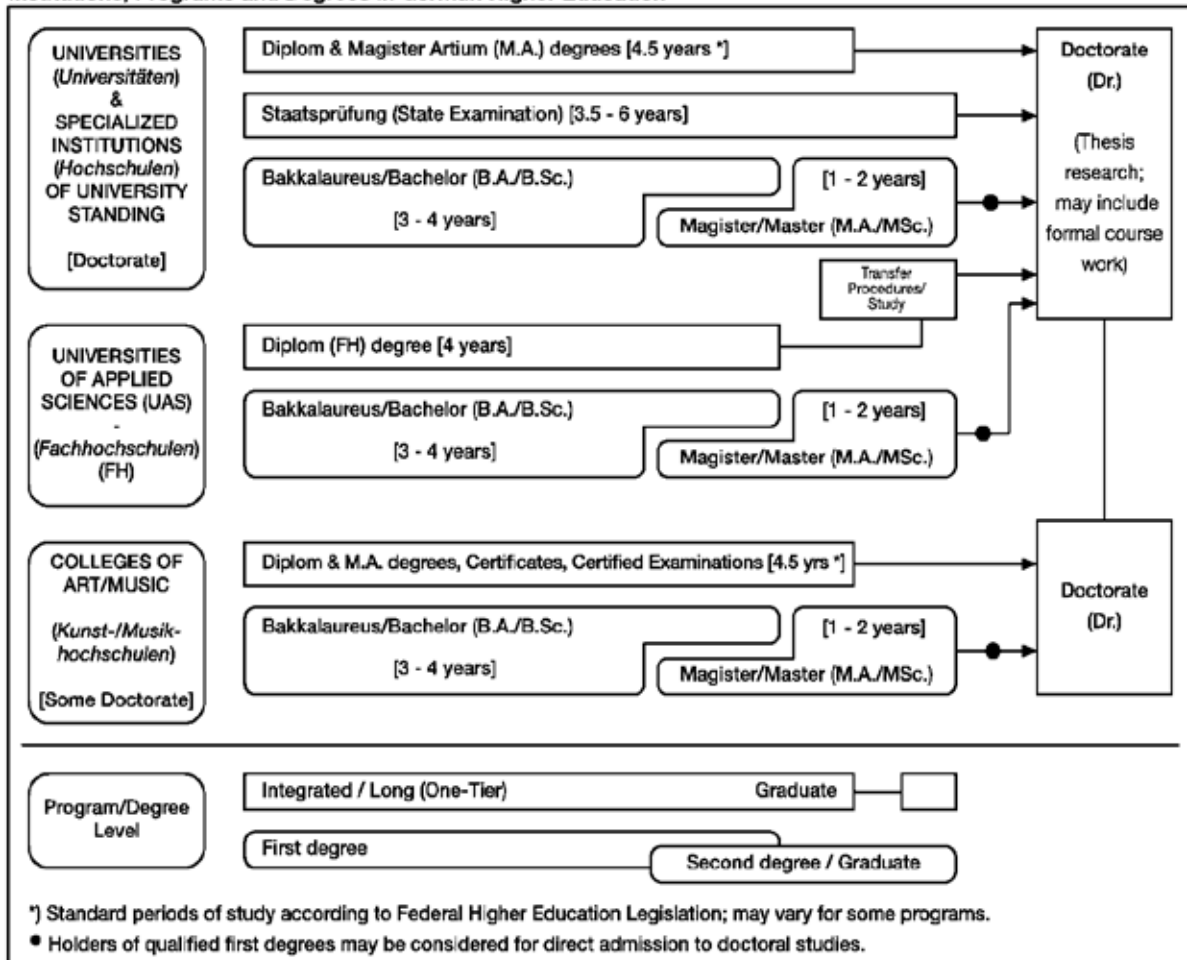 UNIVERSITIES
(Universitäten)
&
SPECIALIZED
INSTITUTIONS
(Hochschulen)
OF UNIVERSITY
STANDING
[Doctorate]
Diplom & Magister Artium (M.A.) degrees [4.5 years *]
Staatsprüfung (State Examination) [3.5 - 6 years]
Bakkalaureus/Bachelor (B.A./B.Sc.)
[3 - 4 years]
[1 - 2 years]
Magister/Master (M.A./MSc.)
Transfer
Procedures/
Study
Doctorate
(Dr.)
(Thesis
research;
may include
formal course
work)
UNIVERSITIES
OF APPLIED
SCIENCES (UAS)
-
(Fachhochschulen)
(FH)
Diplom (FH) degree [4 years]
Bakkalaureus/Bachelor (B.A./B.Sc.)
[3 - 4 years]
[1 - 2 years]
Magister/Master (M.A./MSc.)
COLLEGES OF
ART/MUSIC
(Kunst-/Musik-
hochschulen)
[Some Doctorate]
Diplom & M.A. degrees, Certificates, Certified Examinations [4.5 yrs *]
Bakkalaureus/Bachelor (B.A./B.Sc.)
[3 - 4 years]
[1 - 2 years]
Magister/Master (M.A./MSc.)
Doctorate
(Dr.)
Program/Degree
Level
Integrated / Long (One-Tier) Graduate
First degree
Second degree / Graduate
*) Standard periods of study according to Federal Higher Education Legislation; may vary for some programs.
● Holders of qualified first degrees may be considered for direct admission to doctoral studies.